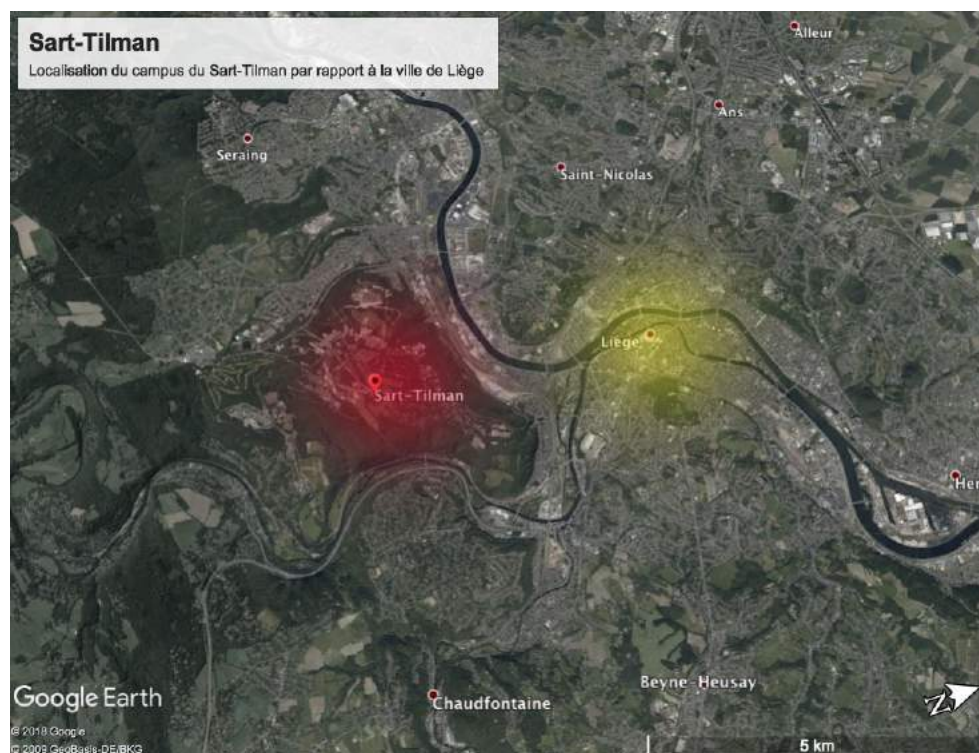 Sart-Tilman
Localisation du campus du Sart-Tilman par rapport à la ville de Liège
Alleur
Ans
Seraing
Saint-Nicolas
Liège
Sart-Tilman
Her
Beyne-Heusay
Chaudfontaine
Google Earth
N
© 2018 Google
© 2009 GeoBasis-DE/BKG
5 km